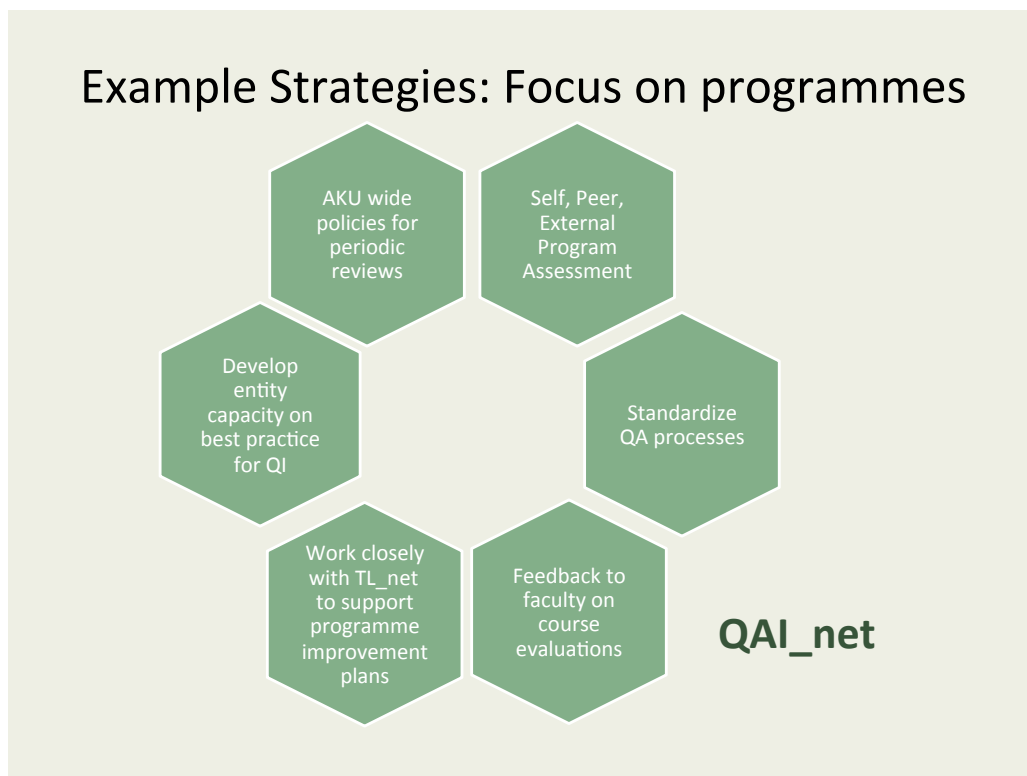 Example Strategies: Focus on programmes
AKU wide
policies for
periodic
reviews
Self, Peer,
External
Program
Assessment
Develop
entity
capacity on
best practice
for QI
Standardize
QA processes
Work closely
with TL_net
to support
programme
improvement
plans
Feedback to
faculty on
course
evaluations
QAI_net